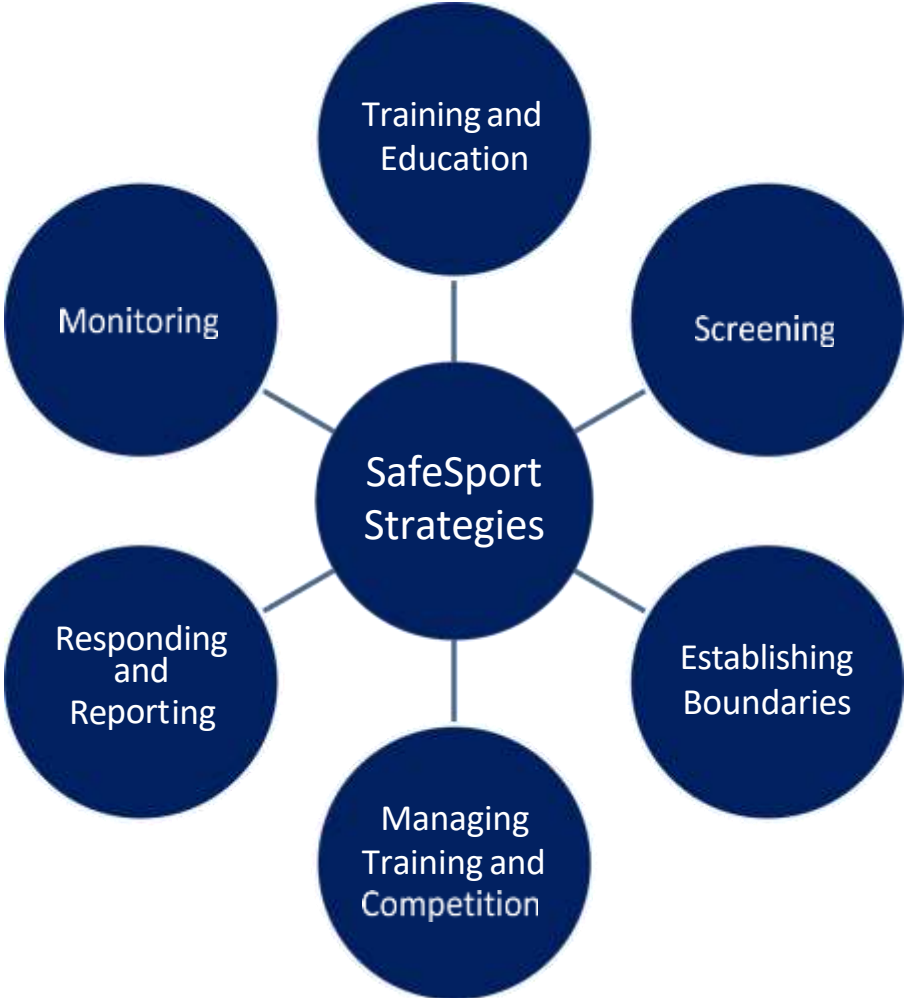 Training and
Education
Monitoring
Screening
SafeSport
Strategies
Responding
and
Reporting
Establishing
Boundaries
Managing
Training and
Competition